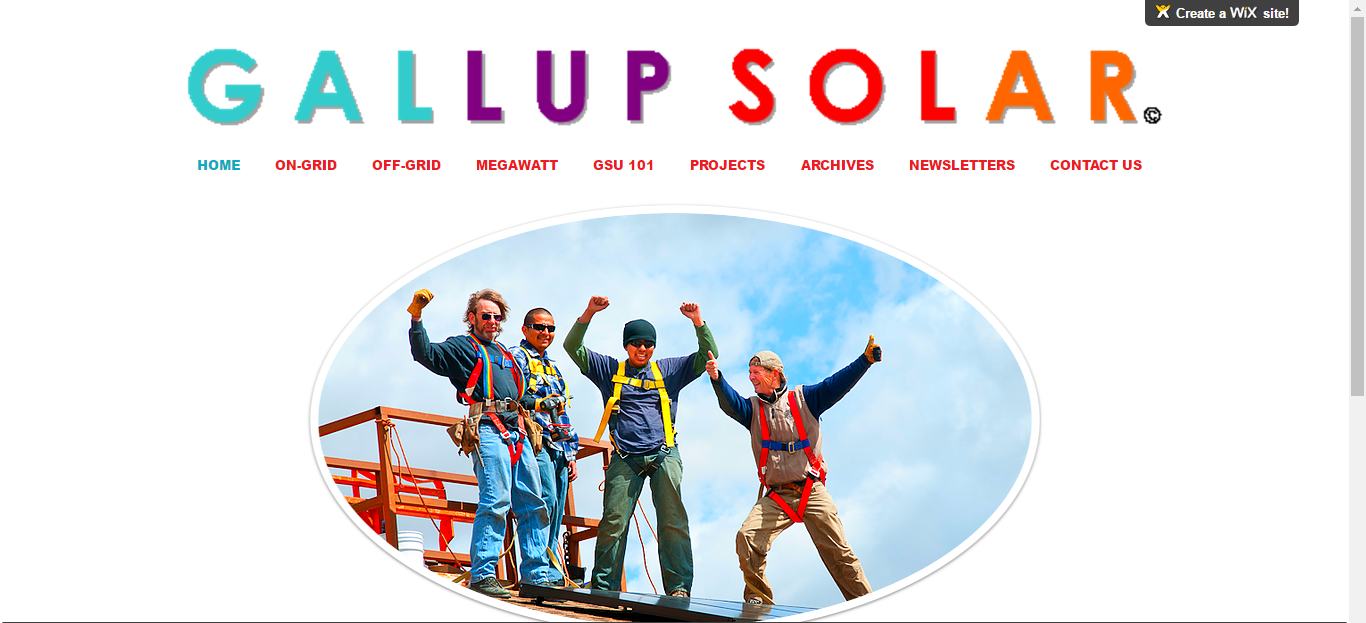 Create a WiX site!
GALLUP SOLAR©
HOME ON-GRID OFF-GRID MEGAWATT GSU 101 PROJECTS ARCHIVES NEWSLETTERS CONTACT US